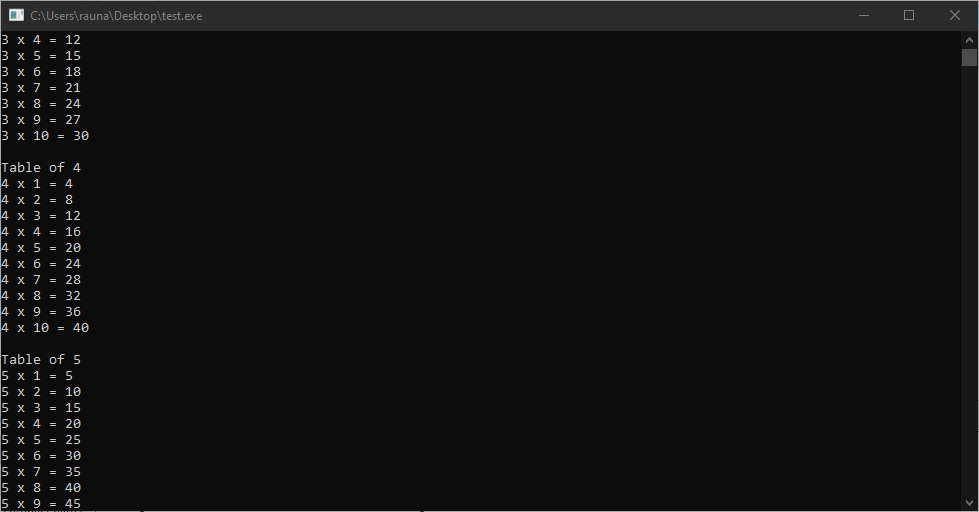 C:\Users\rauna\Desktop\test.exe
3 x 4 = 12
3 x 5 = 15
3 x 6 = 18
3 x 7 = 21
3 x 8 = 24
3 x 9 = 27
3 x 10 = 30
Table of 4
4 x 1 = 4
4 x 2 = 8
4 x 3 = 12
4 x 4 = 16
4 x 5 = 20
4 x 6 = 24
4 x 7 = 28
4 x 8 = 32
4 x 9 = 36
4 x 10 = 40
Table of 5
5 x 1 = 5
5 x 2 = 10
5 x 3 = 15
5 x 4 = 20
5 x 5 = 25
5 x 6 = 30
5 x 7 = 35
5 x 8 = 40
5 x 9 = 45